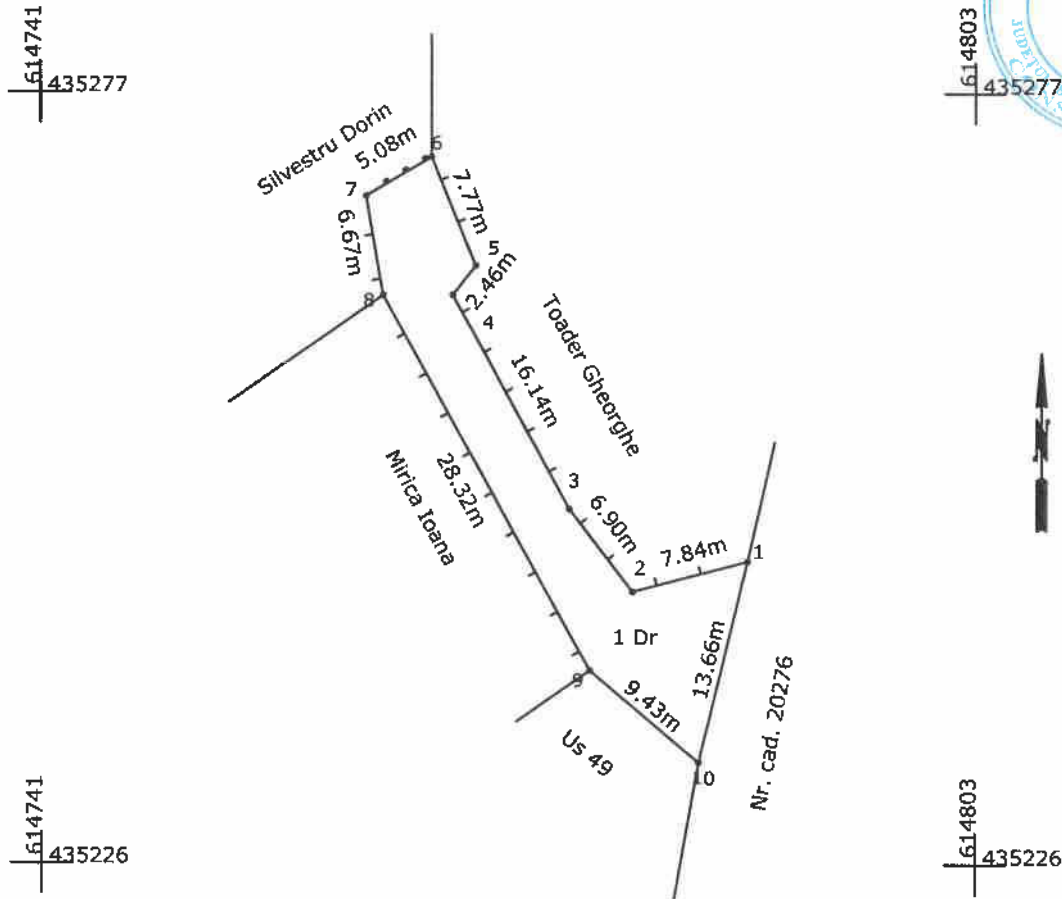 614741
435277
614803
435277
JUDEȚUL
Silvestru Dorin
5.08m
6
7
7.77m
6.67m
5
2.46m
8
4
Toader Gheorghe
16.14m
Mirica Ioana
28.32m
3
6.90m
2
7.84m
1
1 Dr
13.66m
9
9.43m
Us 49
10
Nr. cad. 20276
N
614741
435226
614803
435226